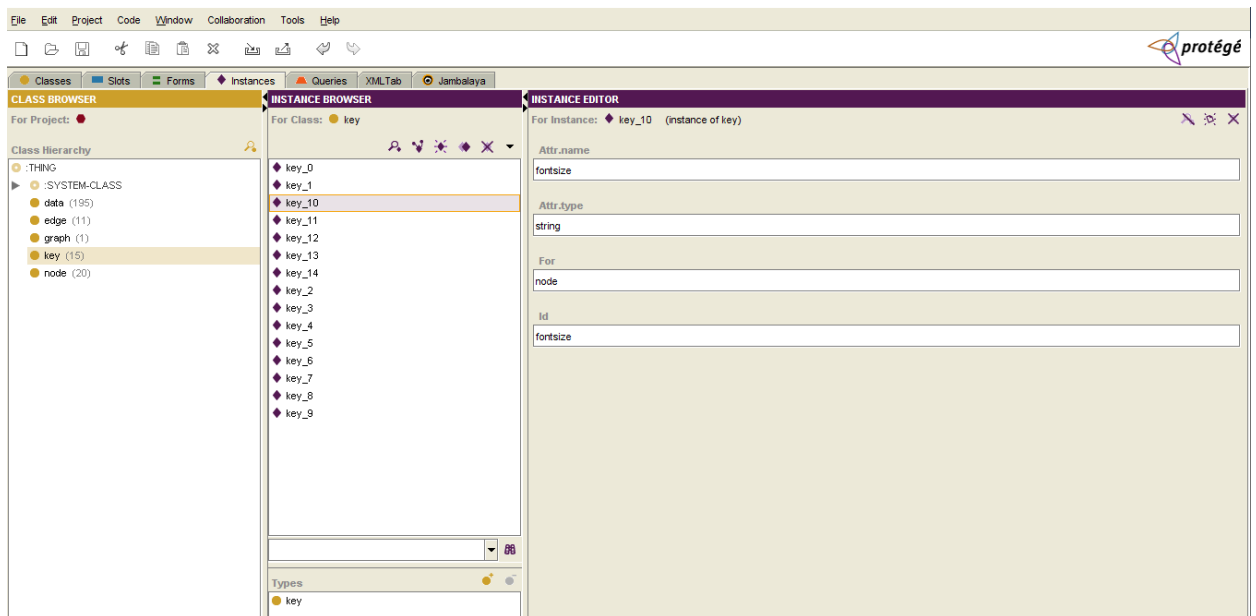 File Edit Project Code Window Collaboration Tools Help
protégé
Classes Slots Forms Instances Queries XMLTab Jambalaya
CLASS BROWSER
For Project:
Class Hierarchy
:THING
:SYSTEM-CLASS
data (195)
edge (11)
graph (1)
key (15)
node (20)
INSTANCE BROWSER
For Class: key
key_0
key_1
key_10
key_11
key_12
key_13
key_14
key_2
key_3
key_4
key_5
key_6
key_7
key_8
key_9
Types
key
INSTANCE EDITOR
For Instance: key_10 (instance of key)
Attr.name
fontsize
Attr.type
string
For
node
Id
fontsize